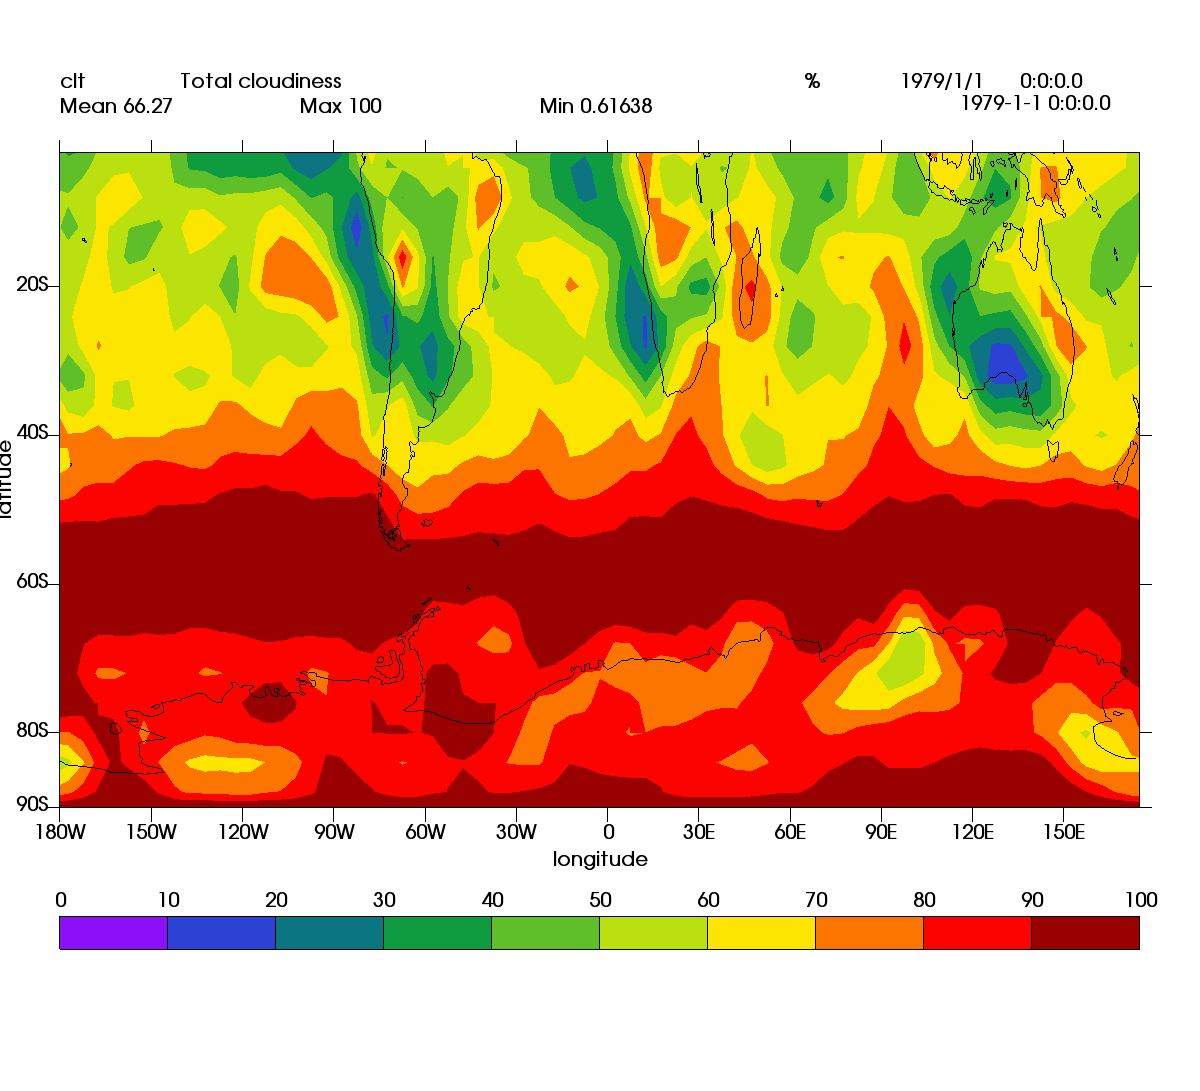 clt Total cloudiness % 1979/1/1 0:0:0.0
Mean 66.27 Max 100 Min 0.61638 1979-1-1 0:0:0.0
20S
40S
latitude
60S
80S
90S
180W 150W 120W 90W 60W 30W 0 30E 60E 90E 120E 150E
longitude
0 10 20 30 40 50 60 70 80 90 100